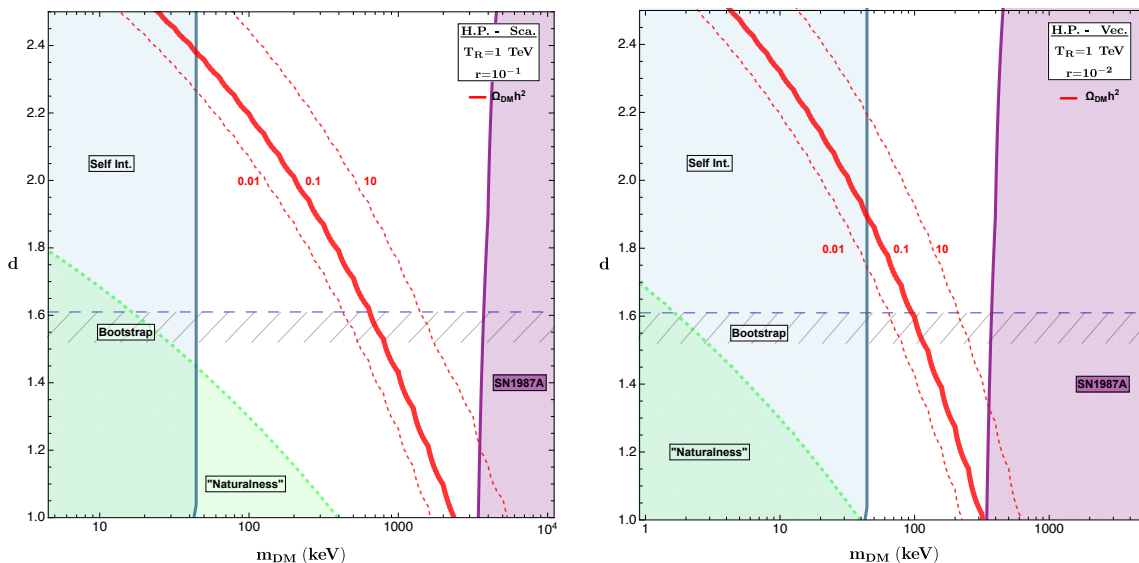 H.P. - Sca.
T_R=1 TeV
r=10^-1
Ω_DM h^2
Self Int.
0.01
0.1
10
Bootstrap
SN1987A
"Naturalness"
d
2.4
2.2
2.0
1.8
1.6
1.4
1.2
1.0
10
100
1000
10^4
m_DM (keV)
H.P. - Vec.
T_R=1 TeV
r=10^-2
Ω_DM h^2
Self Int.
0.01
0.1
10
Bootstrap
SN1987A
"Naturalness"
d
2.4
2.2
2.0
1.8
1.6
1.4
1.2
1.0
1
10
100
1000
m_DM (keV)